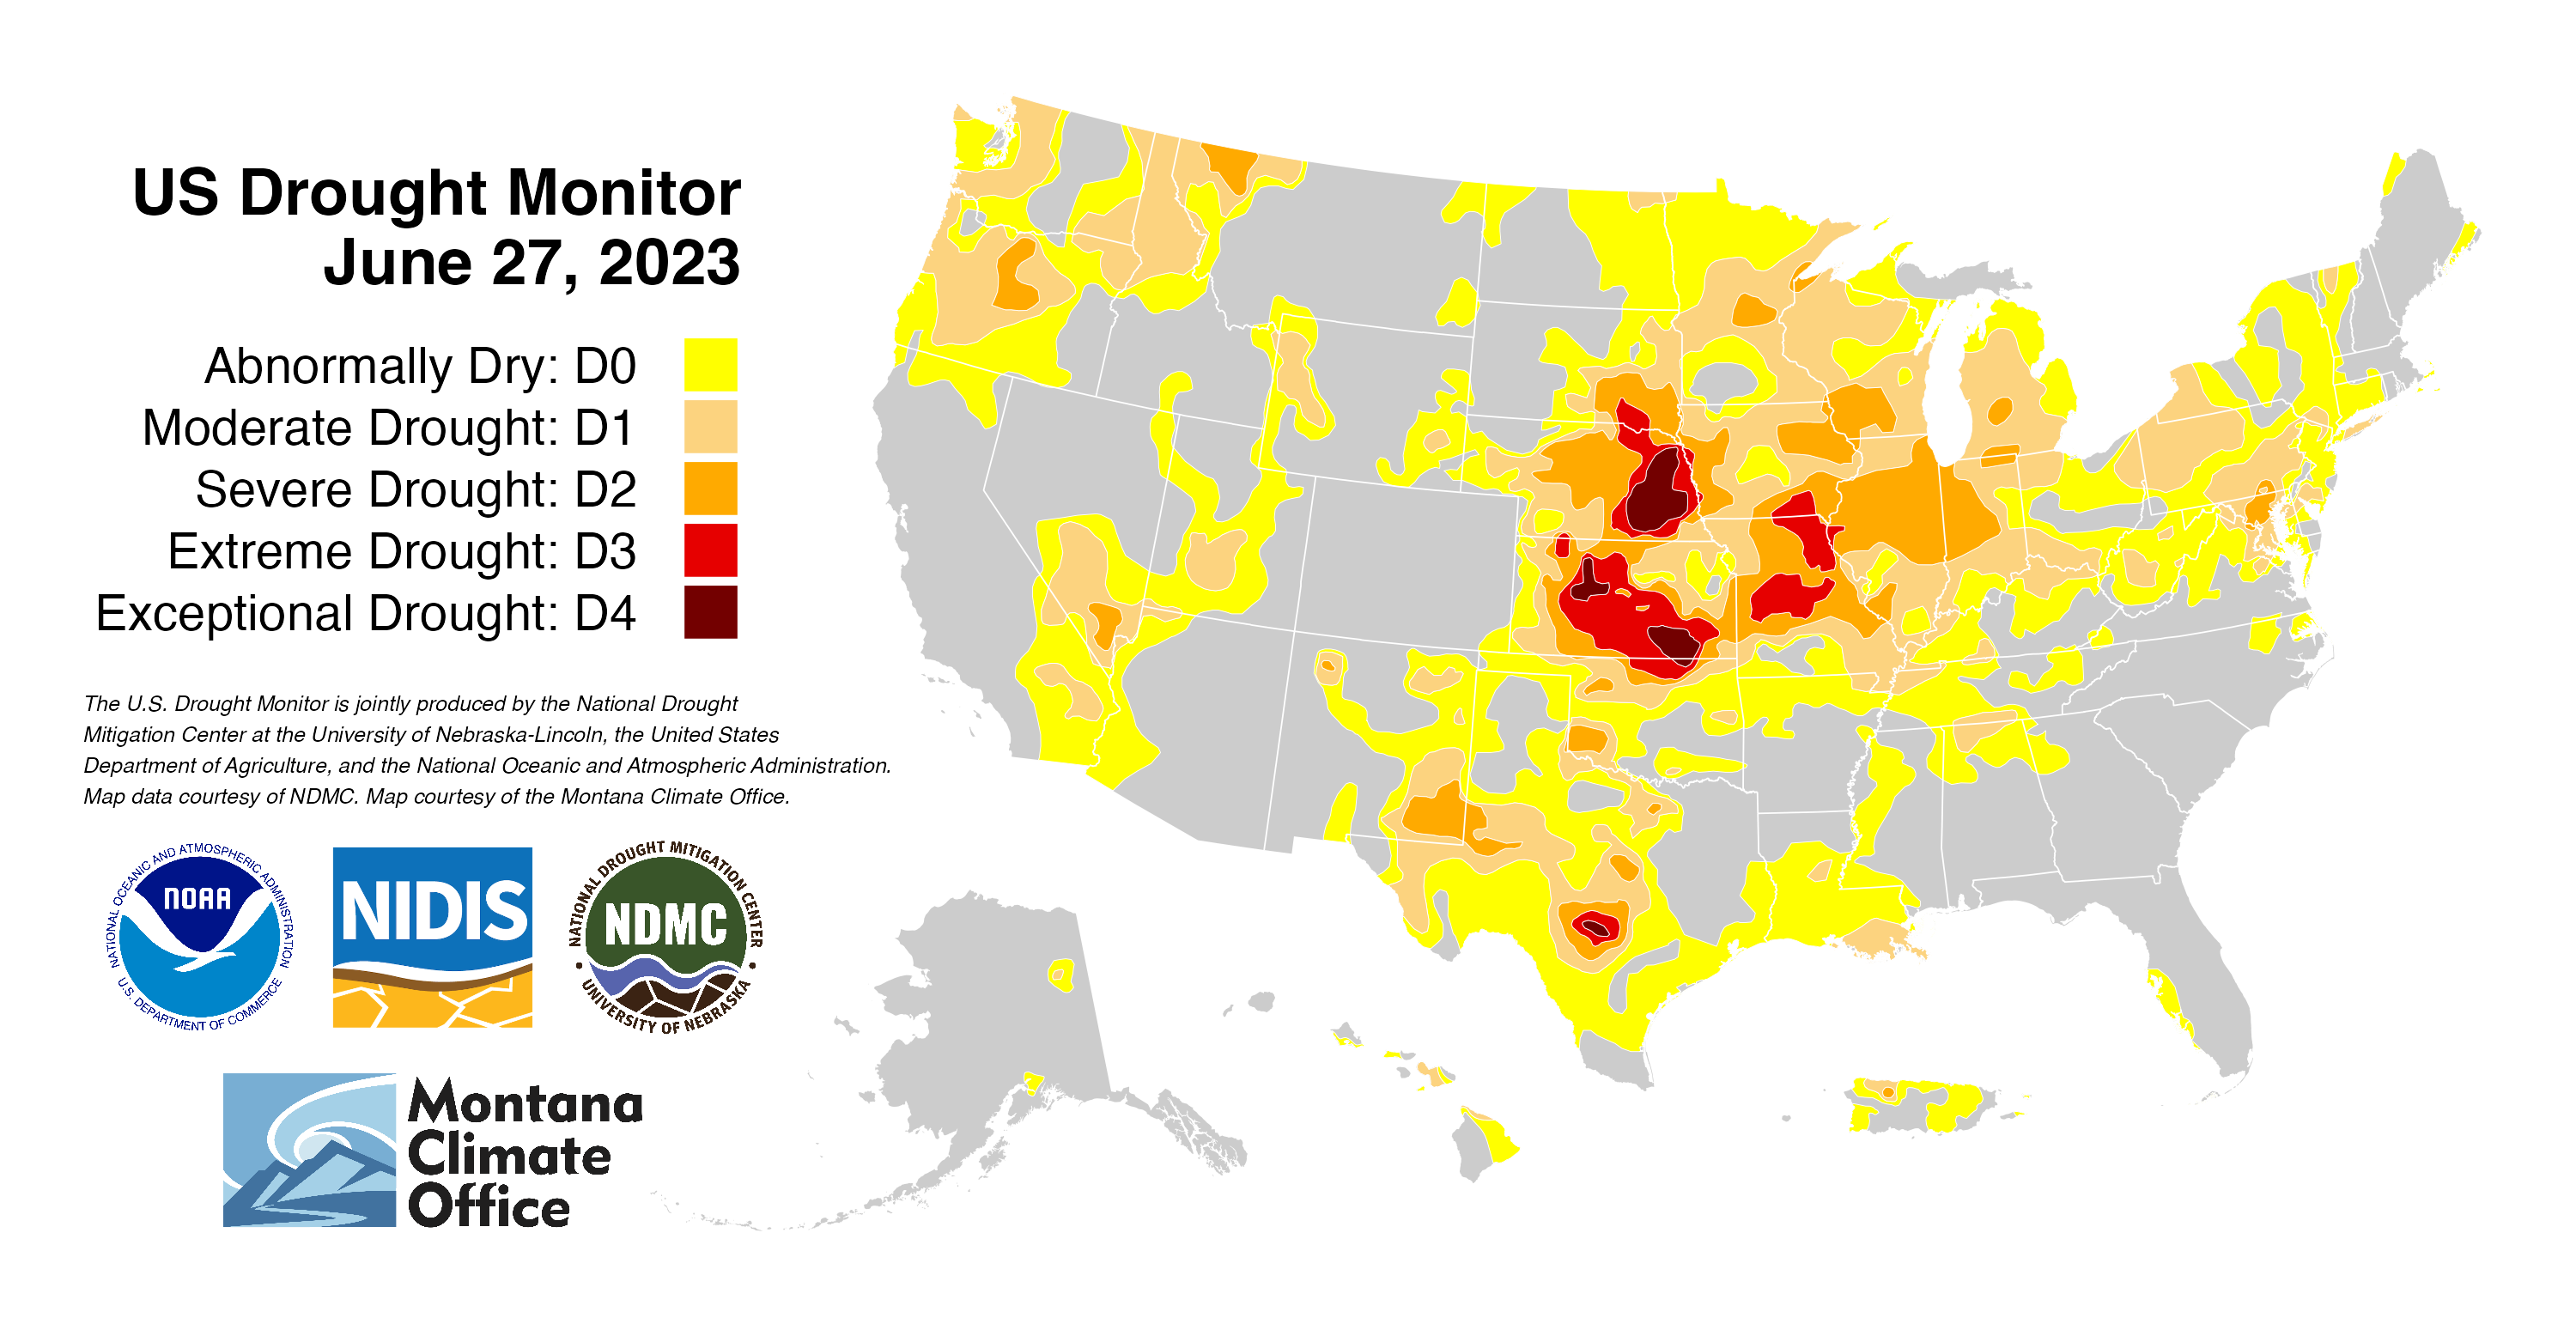 US Drought Monitor
June 27, 2023
Abnormally Dry: D0
Moderate Drought: D1
Severe Drought: D2
Extreme Drought: D3
Exceptional Drought: D4
The U.S. Drought Monitor is jointly produced by the National Drought
Mitigation Center at the University of Nebraska-Lincoln, the United States
Department of Agriculture, and the National Oceanic and Atmospheric Administration.
Map data courtesy of NDMC. Map courtesy of the Montana Climate Office.
NATIONAL OCEANIC AND ATMOSPHERIC ADMINISTRATION
NOAA
U.S. DEPARTMENT OF COMMERCE
NIDIS
NATIONAL DROUGHT MITIGATION CENTER
NDMC
UNIVERSITY OF NEBRASKA
Montana
Climate
Office